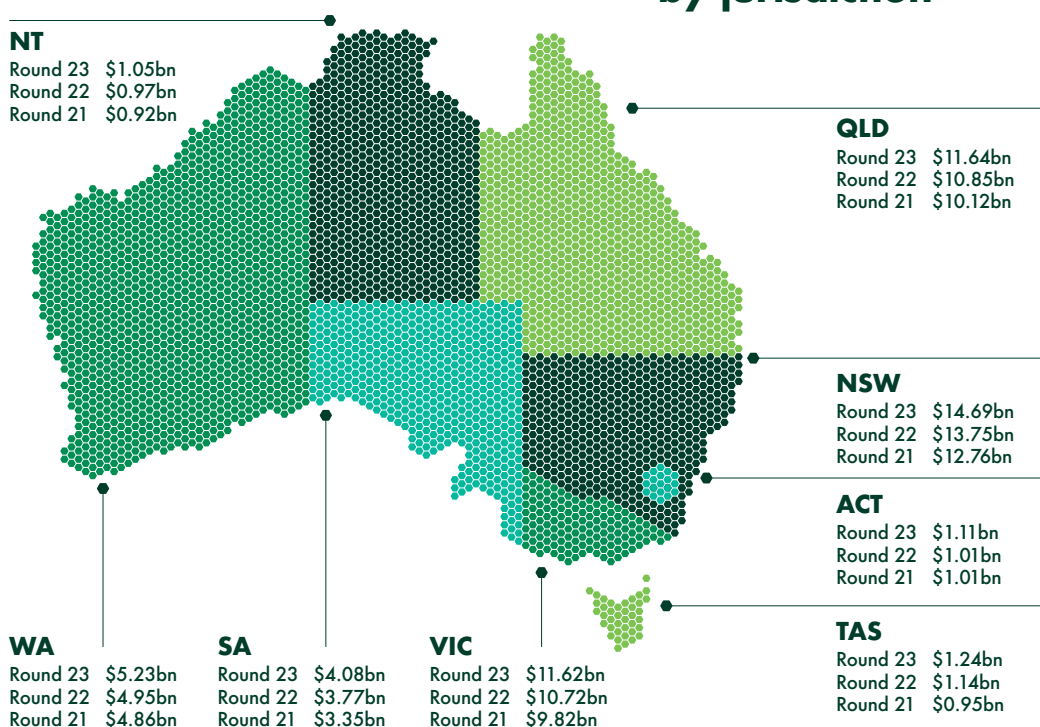 by jurisdiction
NT
Round 23 $1.05bn
Round 22 $0.97bn
Round 21 $0.92bn
QLD
Round 23 $11.64bn
Round 22 $10.85bn
Round 21 $10.12bn
NSW
Round 23 $14.69bn
Round 22 $13.75bn
Round 21 $12.76bn
ACT
Round 23 $1.11bn
Round 22 $1.01bn
Round 21 $1.01bn
TAS
Round 23 $1.24bn
Round 22 $1.14bn
Round 21 $0.95bn
WA
Round 23 $5.23bn
Round 22 $4.95bn
Round 21 $4.86bn
SA
Round 23 $4.08bn
Round 22 $3.77bn
Round 21 $3.35bn
VIC
Round 23 $11.62bn
Round 22 $10.72bn
Round 21 $9.82bn